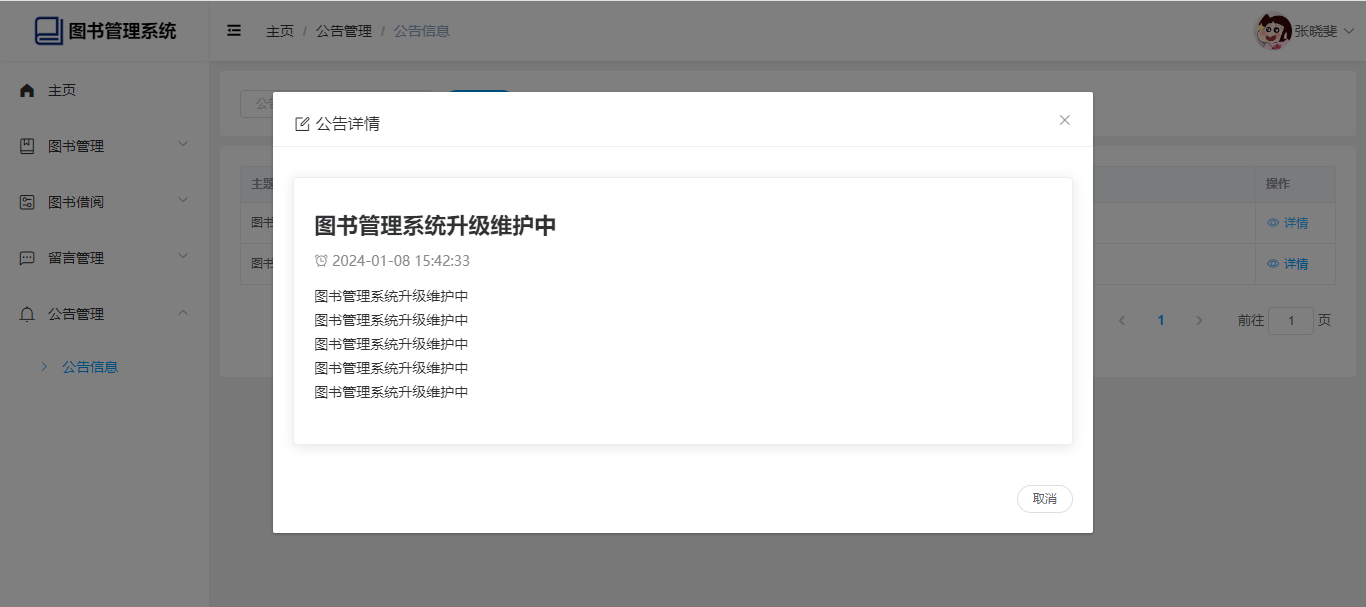 图书管理系统
主页 / 公告管理 / 公告信息
张晓斐
主页
图书管理
图书借阅
留言管理
公告管理
公告信息
公告详情
图书管理系统升级维护中
2024-01-08 15:42:33
图书管理系统升级维护中
图书管理系统升级维护中
图书管理系统升级维护中
图书管理系统升级维护中
图书管理系统升级维护中
取消
主题
操作
图书
详情
图书
详情
1
前往 1 页